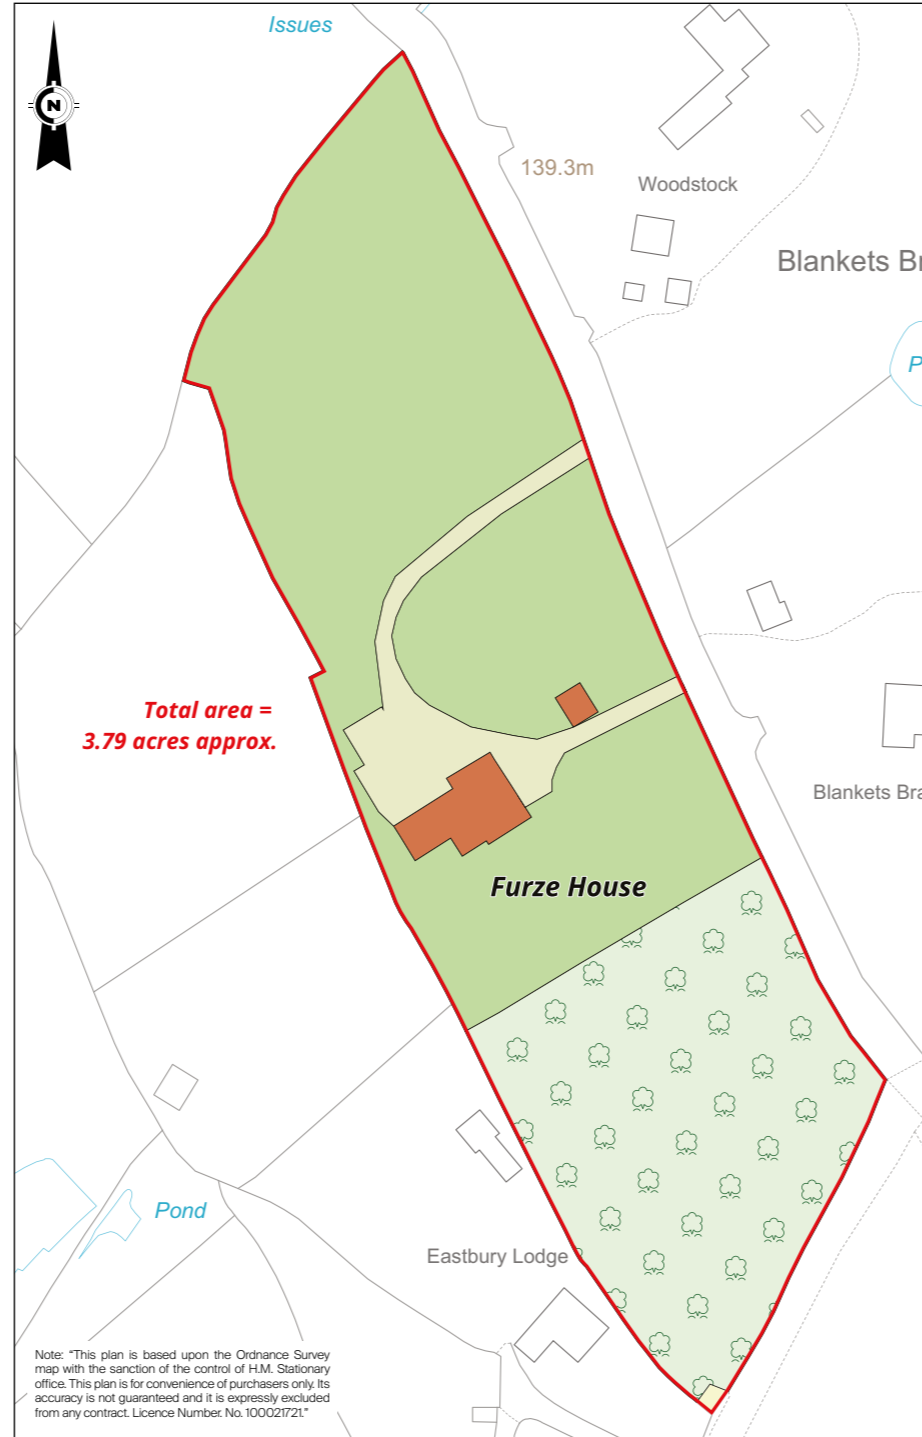 Issues
N
139.3m
Woodstock
Blankets Br
P
Total area =
3.79 acres approx.
Blankets Bra
Furze House
Pond
Eastbury Lodge
Note: "This plan is based upon the Ordnance Survey
map with the sanction of the control of H.M. Stationary
office. This plan is for convenience of purchasers only. Its
accuracy is not guaranteed and it is expressly excluded
from any contract. Licence Number. No. 100021721."